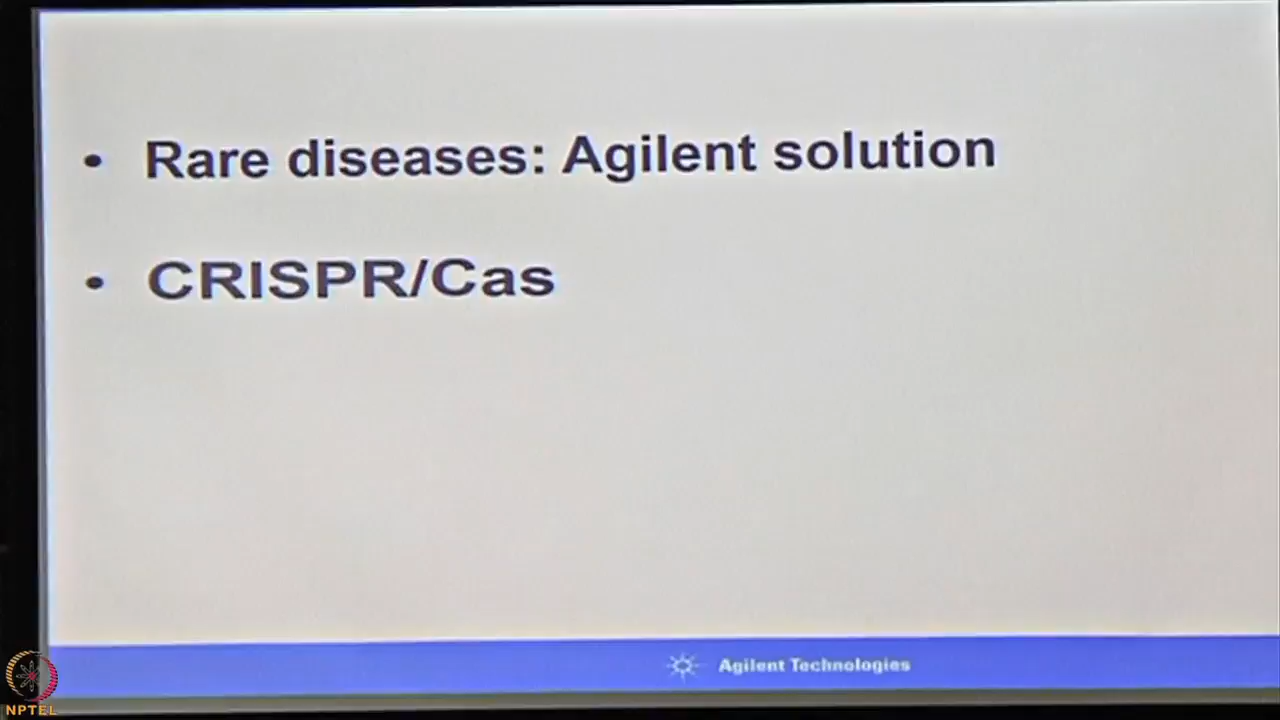 • Rare diseases: Agilent solution
• CRISPR/Cas
Agilent Technologies
NPTEL